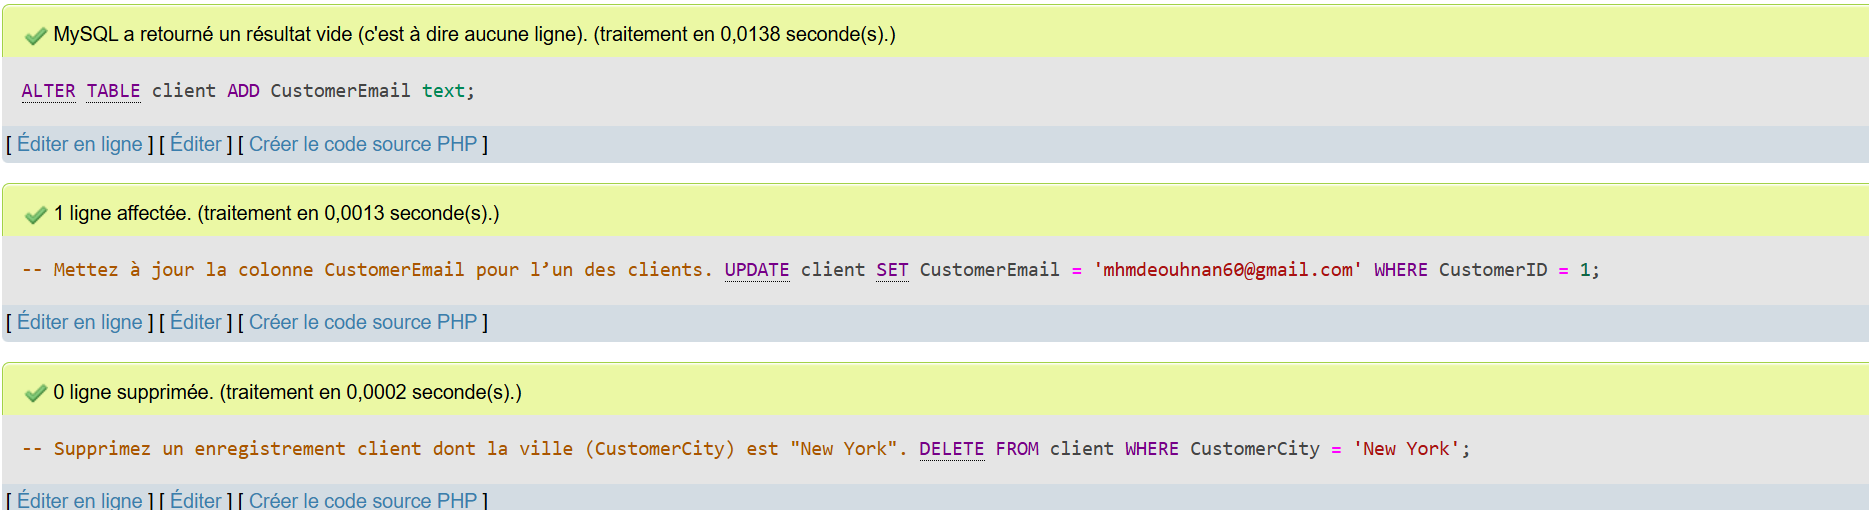 MySQL a retourné un résultat vide (c'est à dire aucune ligne). (traitement en 0,0138 seconde(s).)
ALTER TABLE client ADD CustomerEmail text;
[ Éditer en ligne ] [ Éditer ] [ Créer le code source PHP ]
1 ligne affectée. (traitement en 0,0013 seconde(s).)
-- Mettez à jour la colonne CustomerEmail pour l’un des clients. UPDATE client SET CustomerEmail = 'mhmdeouhnan60@gmail.com' WHERE CustomerID = 1;
[ Éditer en ligne ] [ Éditer ] [ Créer le code source PHP ]
0 ligne supprimée. (traitement en 0,0002 seconde(s).)
-- Supprimez un enregistrement client dont la ville (CustomerCity) est "New York". DELETE FROM client WHERE CustomerCity = 'New York';
[ Éditer en ligne ] [ Éditer ] [ Créer le code source PHP ]